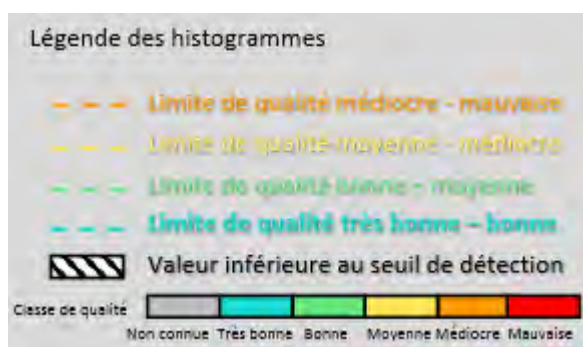 Légende des histogrammes
Limite de qualité médiocre - mauvaise
Limite de qualité moyenne - médiocre
Limite de qualité bonne - moyenne
Limite de qualité très bonne – bonne
Valeur inférieure au seuil de détection
Classe de qualité
Non connue Très bonne Bonne Moyenne Médiocre Mauvaise